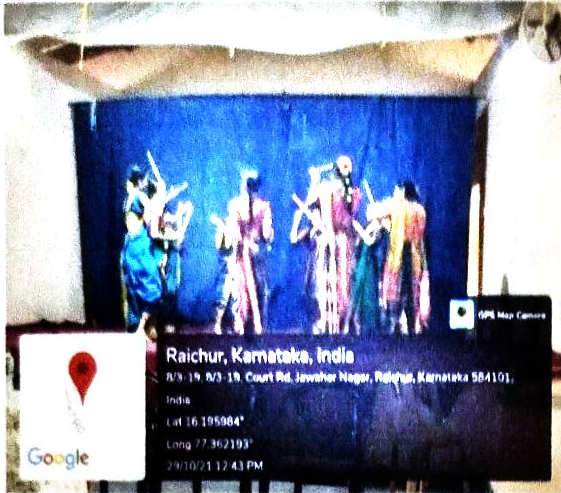 GPS Map Camera
Raichur, Karnataka, India
8/3-19, 8/3-19, Court Rd, Jawahar Nagar, Raichur, Karnataka 584101,
India
Lat 16.195984°
Long 77.362193°
29/10/21 12:43 PM
Google